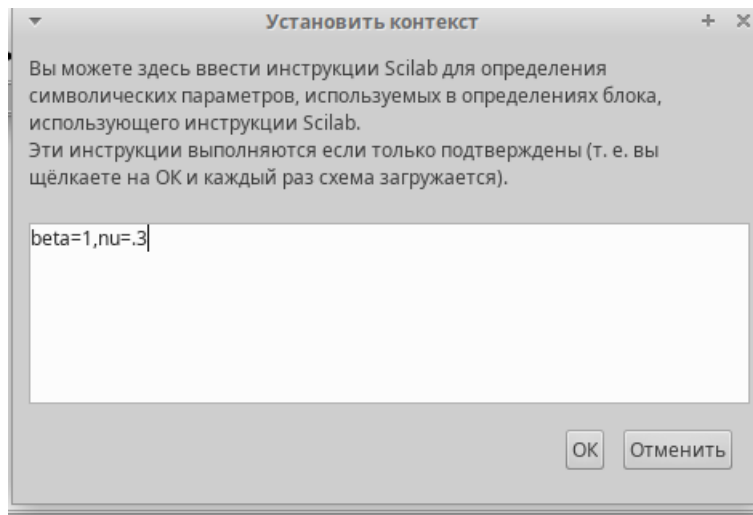 Установить контекст
Вы можете здесь ввести инструкции Scilab для определения
символических параметров, используемых в определениях блока,
использующего инструкции Scilab.
Эти инструкции выполняются если только подтверждены (т. е. вы
щёлкаете на ОК и каждый раз схема загружается).
beta=1,nu=.3
ОК Отменить